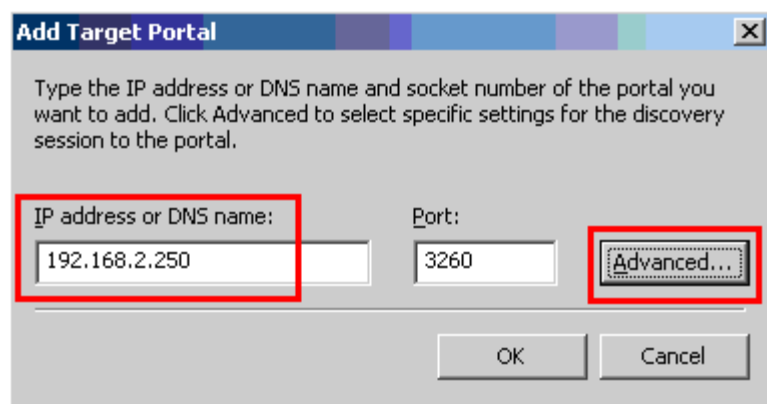 Add Target Portal
Type the IP address or DNS name and socket number of the portal you
want to add. Click Advanced to select specific settings for the discovery
session to the portal.
IP address or DNS name: Port:
192.168.2.250 3260 Advanced...
OK Cancel